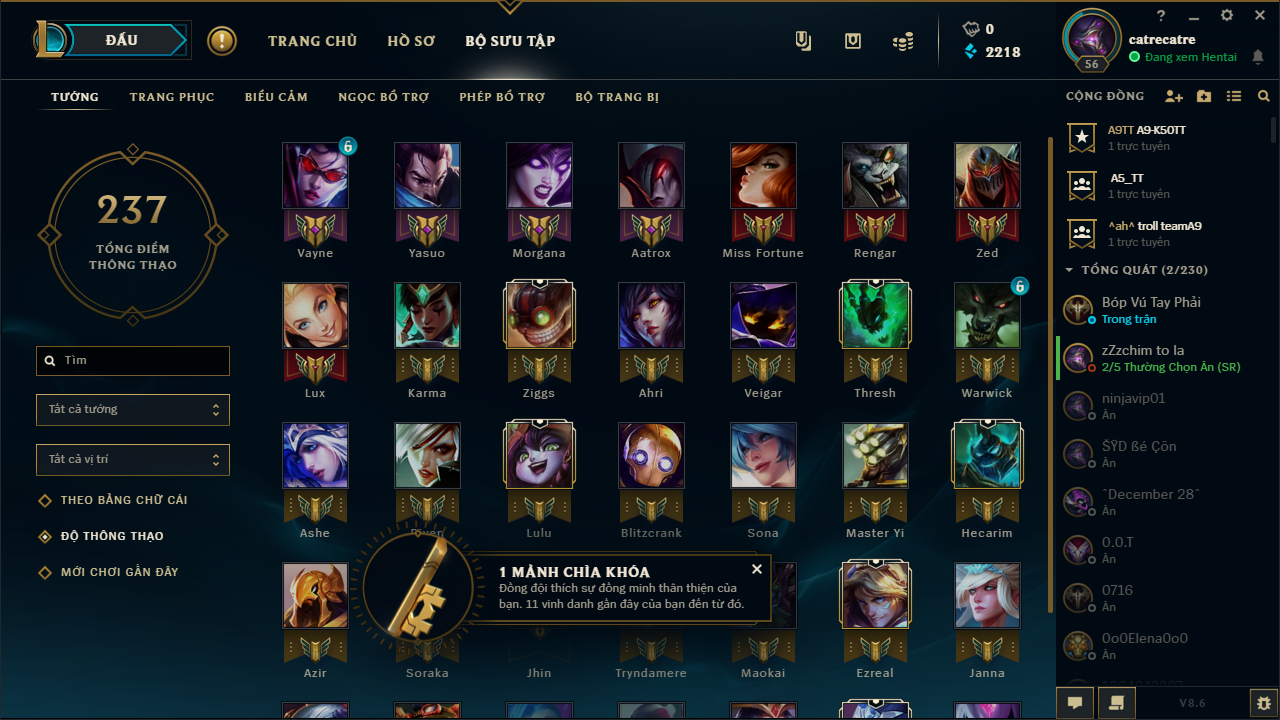 ĐẤU
!
TRANG CHỦ
HỒ SƠ
BỘ SƯU TẬP
0
2218
?
catrecatre
Đang xem Hentai
56
TƯỚNG
TRANG PHỤC
BIỂU CẢM
NGỌC BỔ TRỢ
PHÉP BỔ TRỢ
BỘ TRANG BỊ
237
TỔNG ĐIỂM
THÔNG THẠO
Tìm
Tất cả tướng
Tất cả vị trí
THEO BẢNG CHỮ CÁI
ĐỘ THÔNG THẠO
MỚI CHƠI GẦN ĐÂY
6
Vayne
Yasuo
Morgana
Aatrox
Miss Fortune
Rengar
Zed
6
Lux
Karma
Ziggs
Ahri
Veigar
Thresh
Warwick
Ashe
Lulu
Blitzcrank
Sona
Master Yi
Hecarim
1 MẢNH CHÌA KHÓA
Đồng đội thích sự đồng minh thân thiện của
bạn. 11 vinh danh gần đây của bạn đến từ đó.
Azir
Soraka
Jhin
Tryndamere
Maokai
Ezreal
Janna
CỘNG ĐỒNG
A9TT A9-K50TT
1 trực tuyến
A5_TT
1 trực tuyến
^ah^ troll teamA9
1 trực tuyến
TỔNG QUÁT (2/230)
Bóp Vú Tay Phải
Trong trận
zZzchim to la
2/5 Thường Chọn Ẩn (SR)
ninjavip01
Ẩn
ŚŸD ßé Çõn
Ẩn
^December 28^
Ẩn
O.O.T
Ẩn
0716
Ẩn
0o0Elena0o0
Ẩn
V8.6